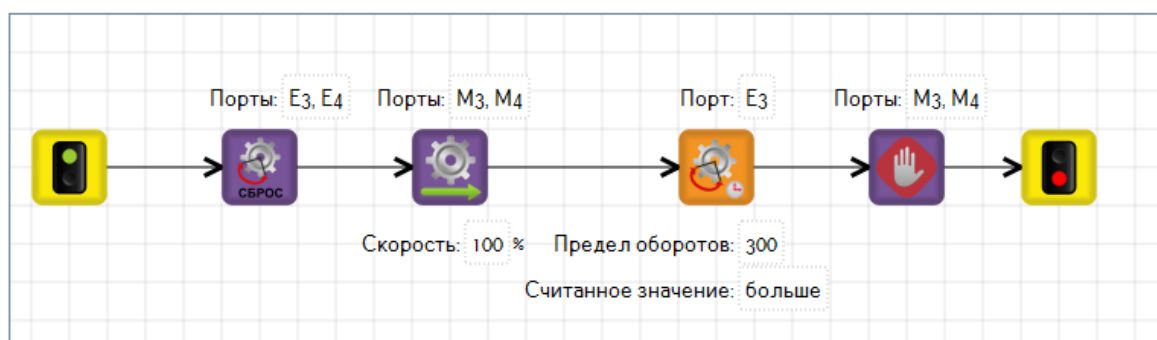 Порты: E3, E4 Порты: M3, M4 Порт: E3 Порты: M3, M4
СБРОС
Скорость: 100 % Предел оборотов: 300
Считанное значение: больше